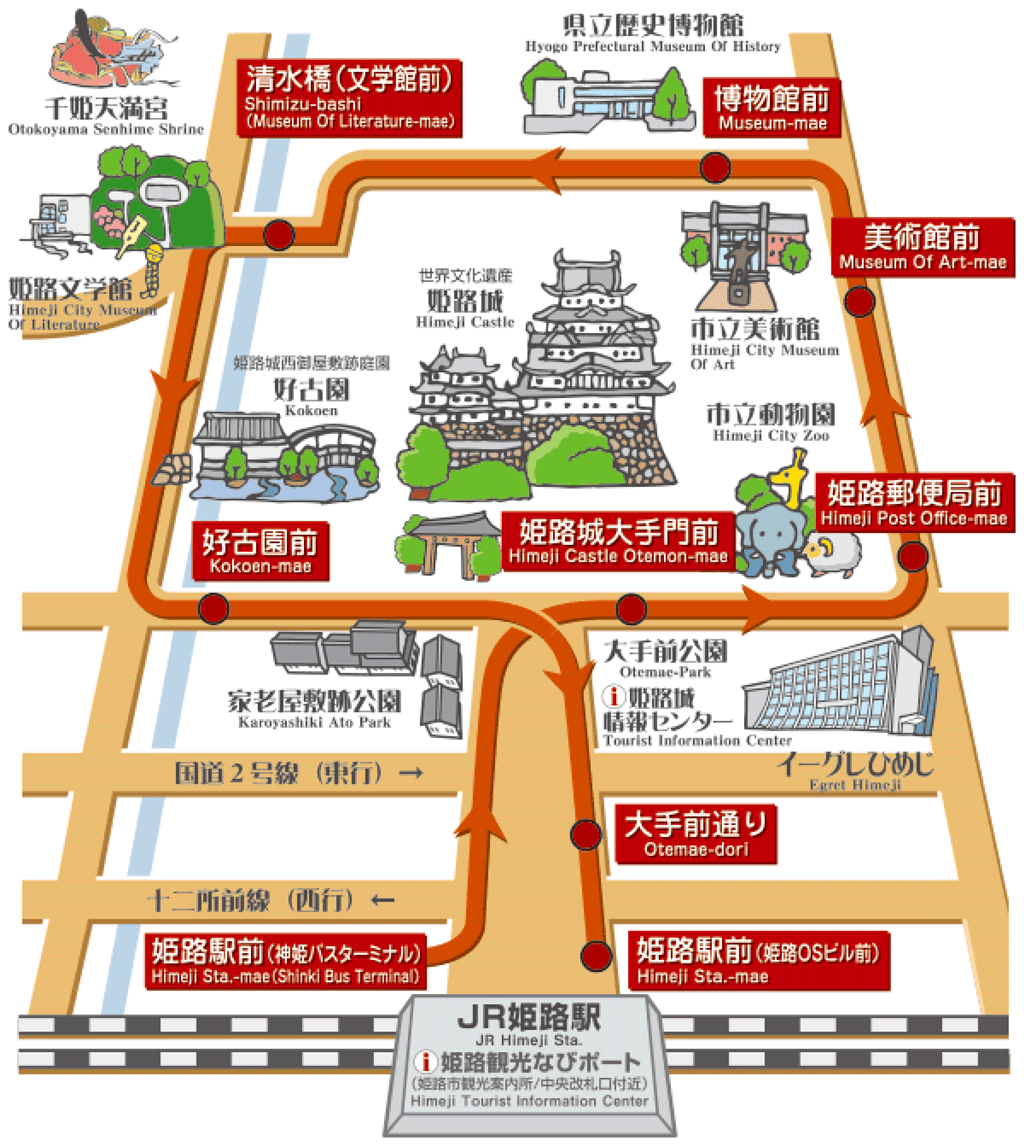 県立歴史博物館
Hyogo Prefectural Museum Of History
千姫天満宮
Otokoyama Senhime Shrine
清水橋(文学館前)
Shimizu-bashi
(Museum Of Literature-mae)
博物館前
Museum-mae
美術館前
Museum Of Art-mae
姫路文学館
Himeji City Museum
Of Literature
世界文化遺産
姫路城
Himeji Castle
市立美術館
Himeji City Museum
Of Art
姫路城西御屋敷跡庭園
好古園
Kokoen
市立動物園
Himeji City Zoo
好古園前
Kokoen-mae
姫路城大手門前
Himeji Castle Otemon-mae
姫路郵便局前
Himeji Post Office-mae
家老屋敷跡公園
Karoyashiki Ato Park
大手前公園
Otemae-Park
i 姫路城
情報センター
Tourist Information Center
イーグレひめじ
Egret Himeji
国道2号線(東行)→
大手前通り
Otemae-dori
十二所前線(西行)←
姫路駅前(神姫バスターミナル)
Himeji Sta.-mae(Shinki Bus Terminal)
姫路駅前(姫路OSビル前)
Himeji Sta.-mae
JR姫路駅
JR Himeji Sta.
i 姫路観光なびポート
(姫路市観光案内所/中央改札口付近)
Himeji Tourist Information Center